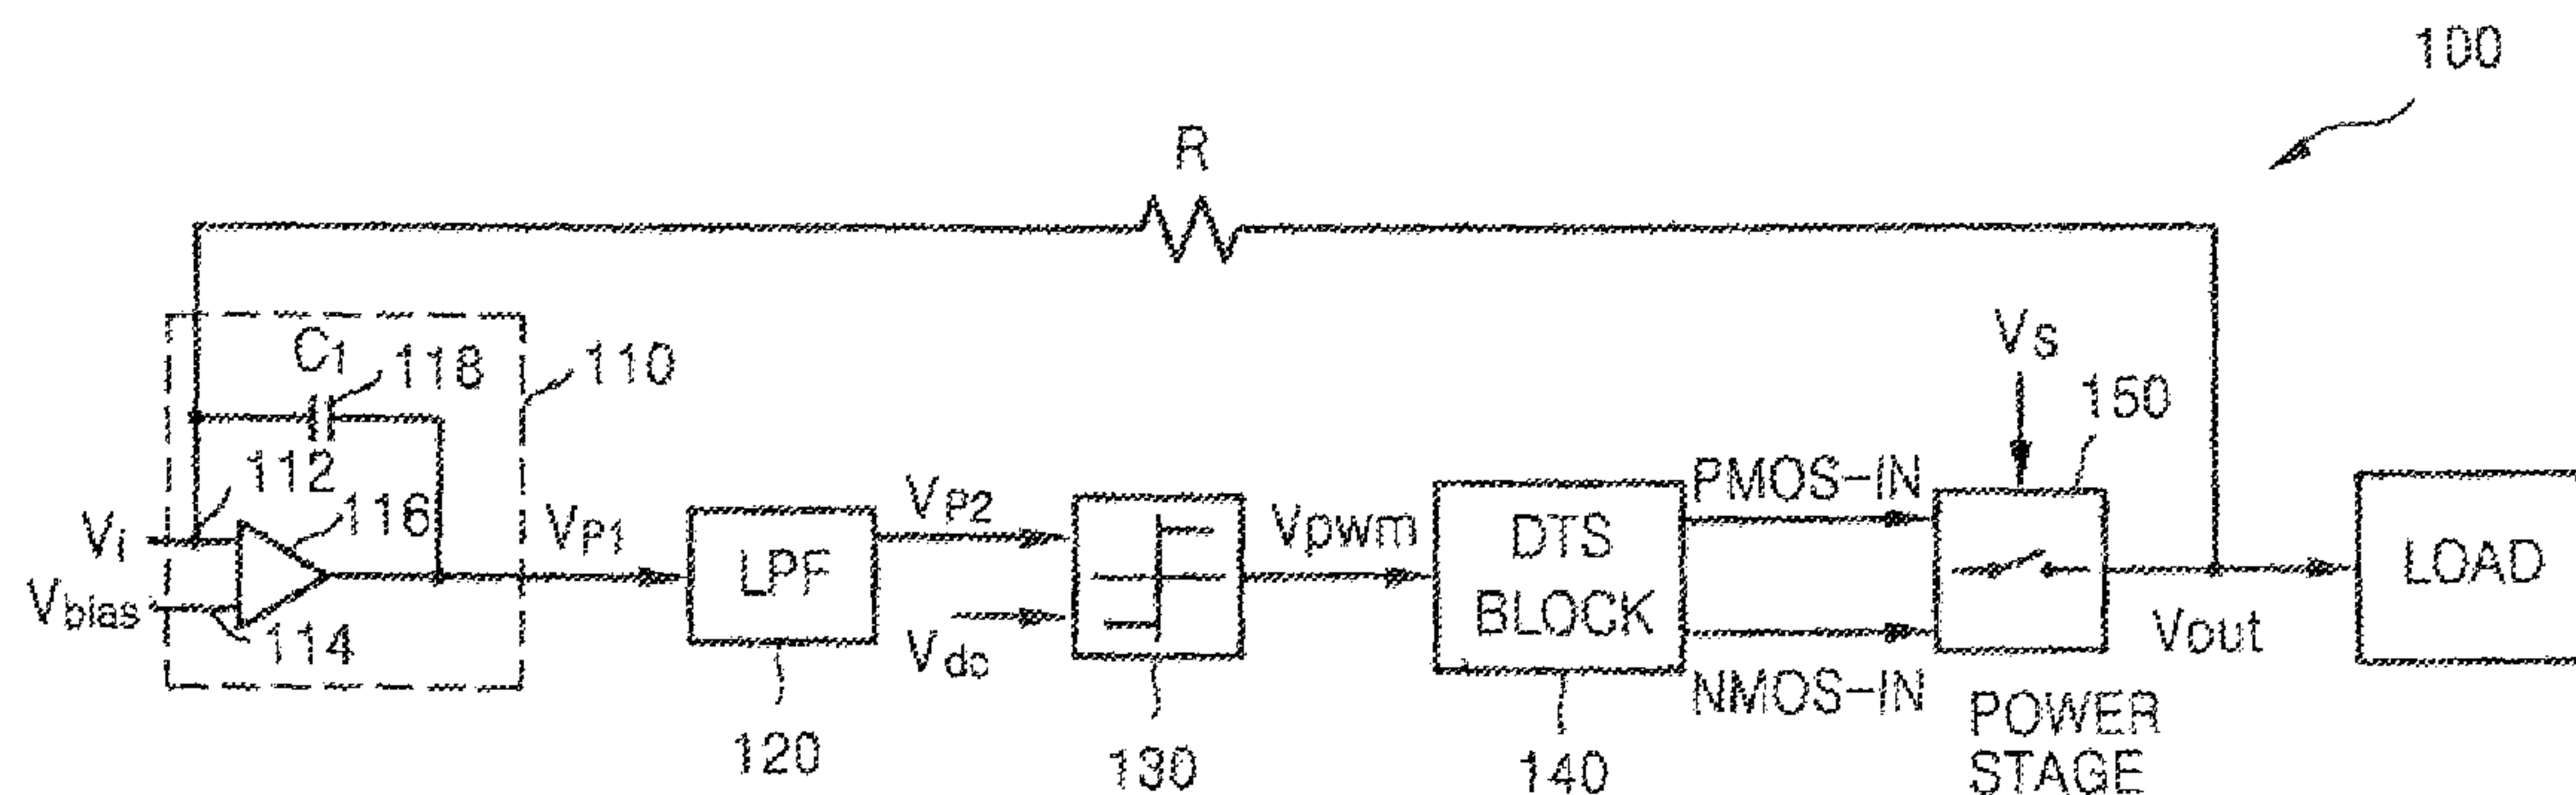 100
R
C1
118
110
VS
150
112
116
Vi
Vbias
114
VP1
LPF
120
VP2
Vdc
130
Vpwm
DTS
BLOCK
140
PMOS-IN
NMOS-IN
POWER
STAGE
Vout
LOAD